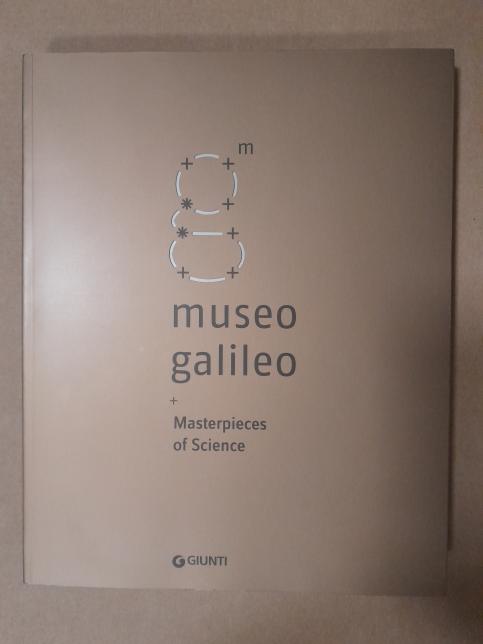 m
museo
galileo
+
Masterpieces
of Science
GIUNTI